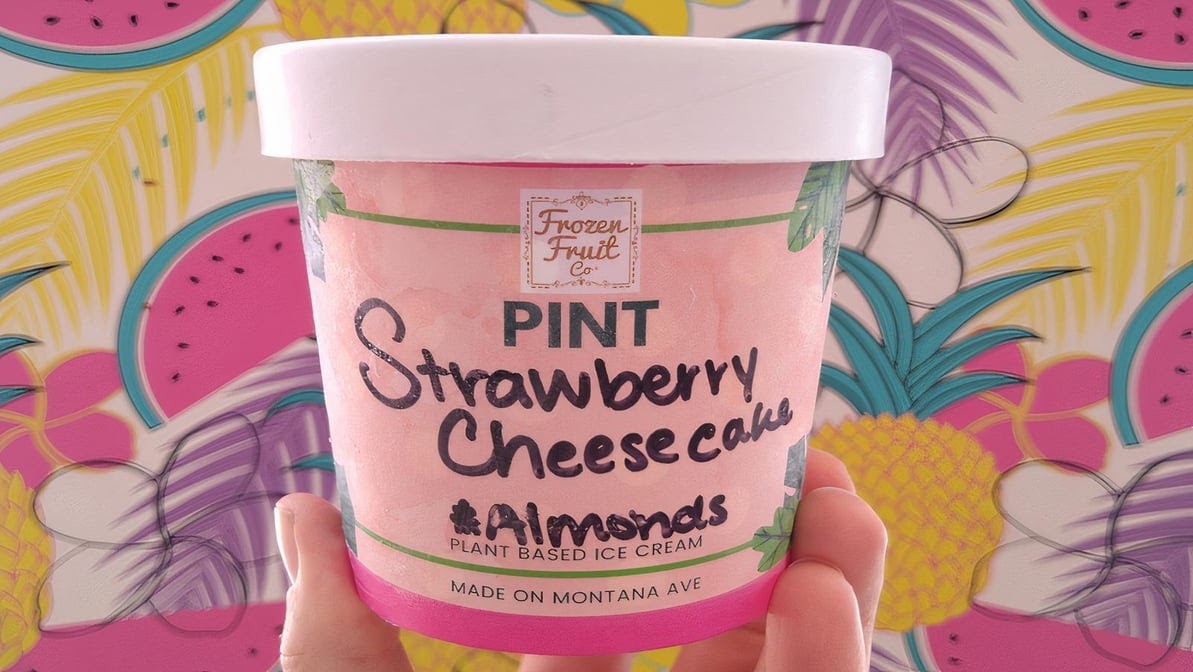 Frozen
Fruit
Co
PINT
Strawberry
Cheesecake
*Almonds
PLANT BASED ICE CREAM
MADE ON MONTANA AVE